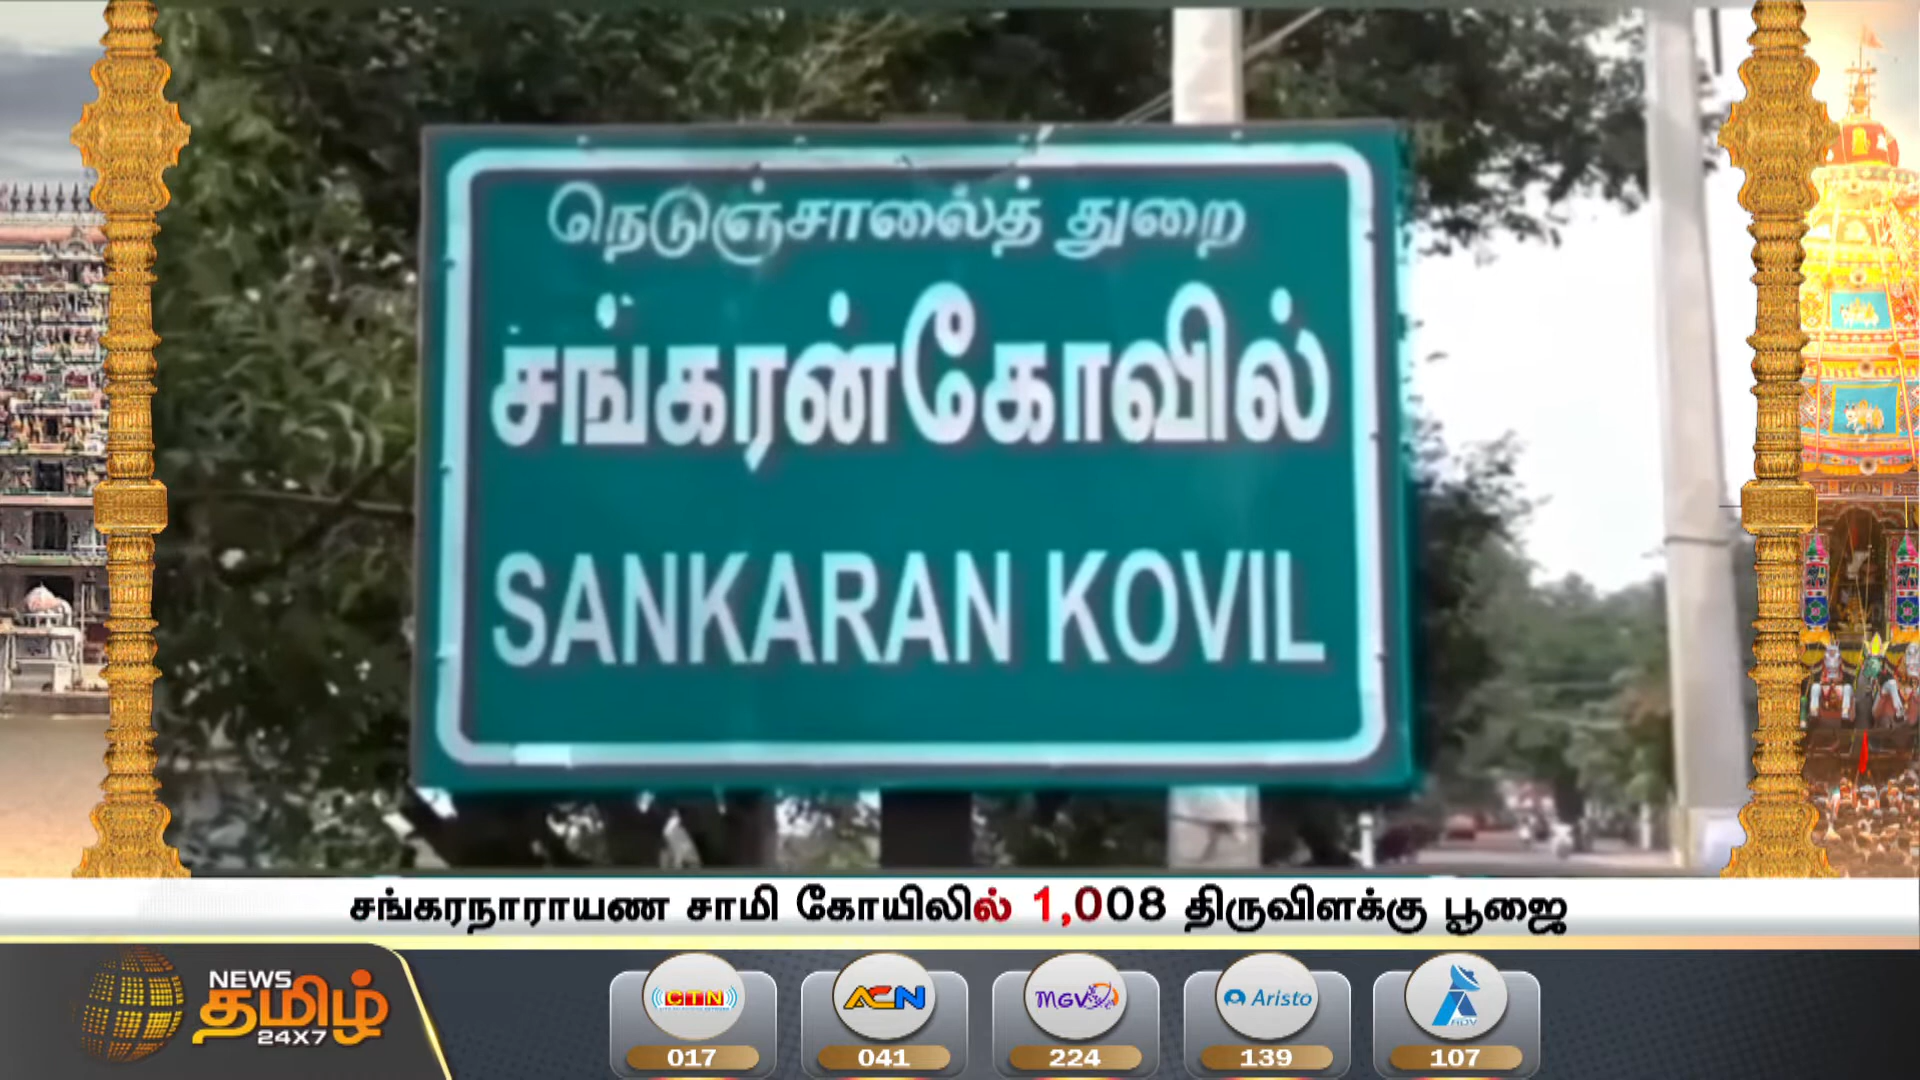 நெடுஞ்சாலைத் துறை
சங்கரன்கோவில்
SANKARAN KOVIL
சங்கரநாராயண சாமி கோயிலில் 1,008 திருவிளக்கு பூஜை
NEWS
தமிழ்
24X7
CTN
ACN
MGV
Aristo
017
041
224
139
107